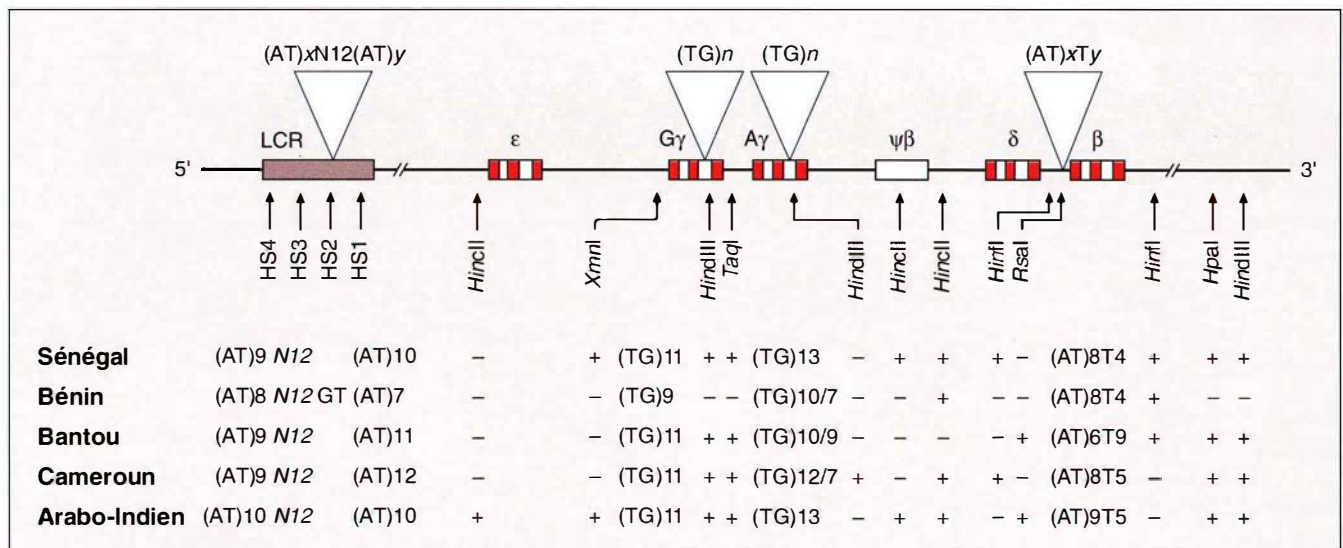 (AT)xN12(AT)y (TG)n (TG)n (AT)xTy
LCR ε Gγ Aγ ψβ δ β
5' 3'
HS4 HS3 HS2 HS1 HincII XmnI HindIII TaqI HindIII HincII HincII HinfI RsaI HinfI HpaI HindIII
Sénégal (AT)9 N12 (AT)10 – + (TG)11 + + (TG)13 – + + + – (AT)8T4 + + +
Bénin (AT)8 N12 GT (AT)7 – – (TG)9 – – (TG)10/7 – – + – – (AT)8T4 + – –
Bantou (AT)9 N12 (AT)11 – – (TG)11 + + (TG)10/9 – – – – + (AT)6T9 + + +
Cameroun (AT)9 N12 (AT)12 – – (TG)11 + + (TG)12/7 + – + + – (AT)8T5 – + +
Arabo-Indien (AT)10 N12 (AT)10 + + (TG)11 + + (TG)13 – + + – + (AT)9T5 – + +